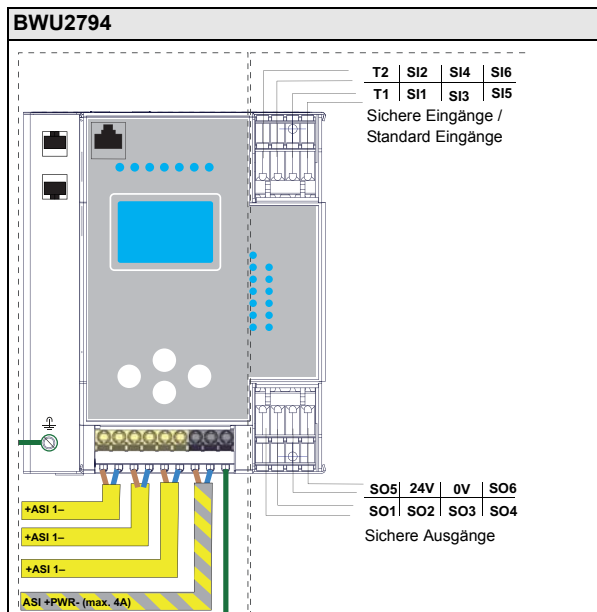 BWU2794
T2 SI2 SI4 SI6
T1 SI1 SI3 SI5
Sichere Eingänge /
Standard Eingänge
SO5 24V 0V SO6
SO1 SO2 SO3 SO4
Sichere Ausgänge
+ASI 1–
+ASI 1–
+ASI 1–
ASI +PWR- (max. 4A)